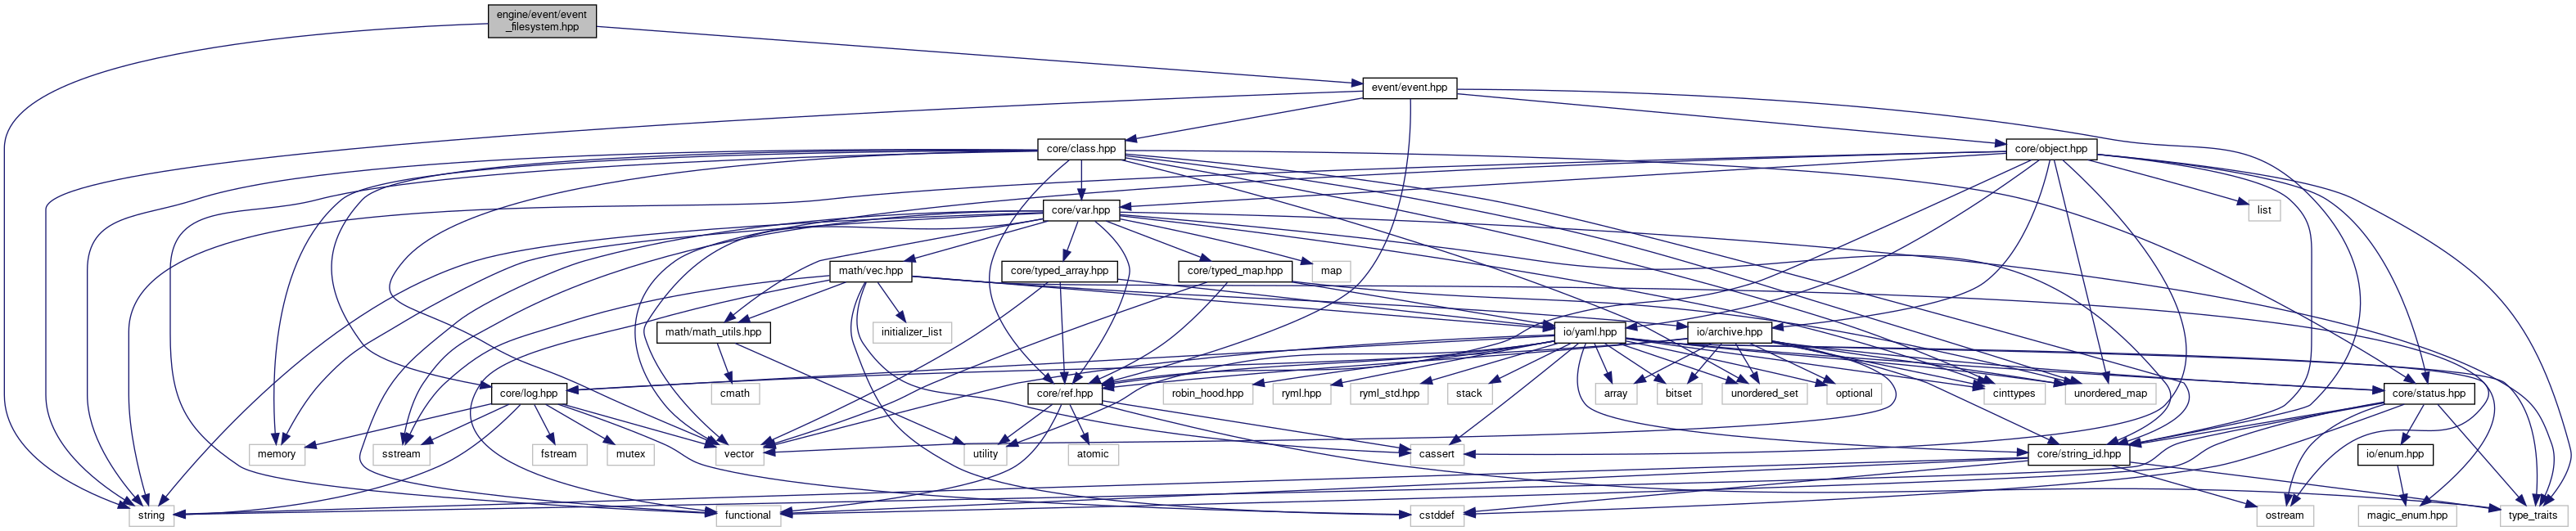 engine/event/event
_filesystem.hpp
event/event.hpp
core/class.hpp
core/object.hpp
core/var.hpp
list
math/vec.hpp
core/typed_array.hpp
core/typed_map.hpp
map
math/math_utils.hpp
initializer_list
io/yaml.hpp
io/archive.hpp
core/log.hpp
cmath
core/ref.hpp
robin_hood.hpp
ryml.hpp
ryml_std.hpp
stack
array
bitset
unordered_set
optional
cinttypes
unordered_map
core/status.hpp
memory
sstream
fstream
mutex
vector
utility
atomic
cassert
core/string_id.hpp
io/enum.hpp
string
functional
cstddef
ostream
magic_enum.hpp
type_traits